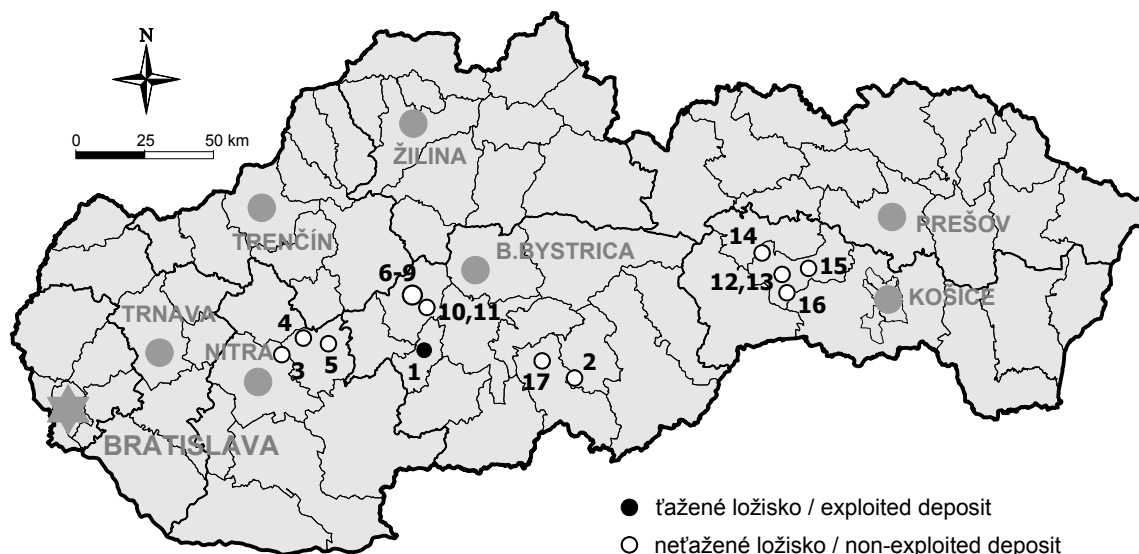 N
0 25 50 km
ŽILINA
TRENČÍN
PREŠOV
B.BYSTRICA
14
15
6-9
12,13
KOŠICE
TRNAVA
10,11
16
4
NITRA
3
5
1
17
2
BRATISLAVA
ťažené ložisko / exploited deposit
neťažené ložisko / non-exploited deposit